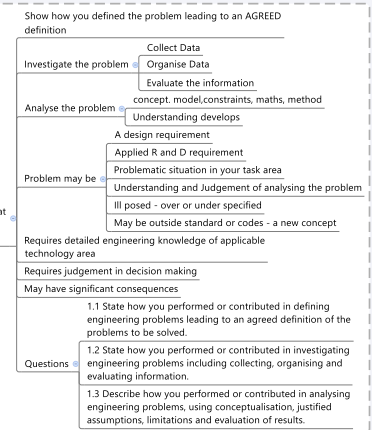 Show how you defined the problem leading to an AGREED
definition
Collect Data
Investigate the problem
Organise Data
Evaluate the information
concept. model,constraints, maths, method
Analyse the problem
Understanding develops
A design requirement
Applied R and D requirement
Problematic situation in your task area
Problem may be
Understanding and Judgement of analysing the problem
Ill posed - over or under specified
May be outside standard or codes - a new concept
at
Requires detailed engineering knowledge of applicable
technology area
Requires judgement in decision making
May have significant consequences
1.1 State how you performed or contributed in defining
engineering problems leading to an agreed definition of the
problems to be solved.
1.2 State how you performed or contributed in investigating
engineering problems including collecting, organising and
evaluating information.
Questions
1.3 Describe how you performed or contributed in analysing
engineering problems, using conceptualisation, justified
assumptions, limitations and evaluation of results.